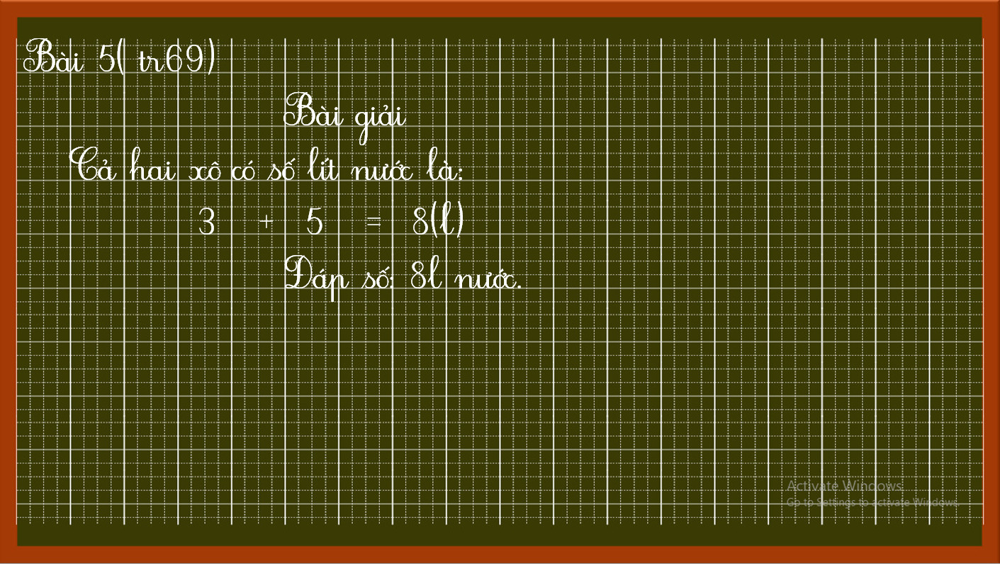 Bài 5( tr69)
Bài giải
Cả hai xô có số lít nước là:
3 + 5 = 8(l)
Đáp số: 8l nước.
Activate Windows
Go to Settings to activate Windows.